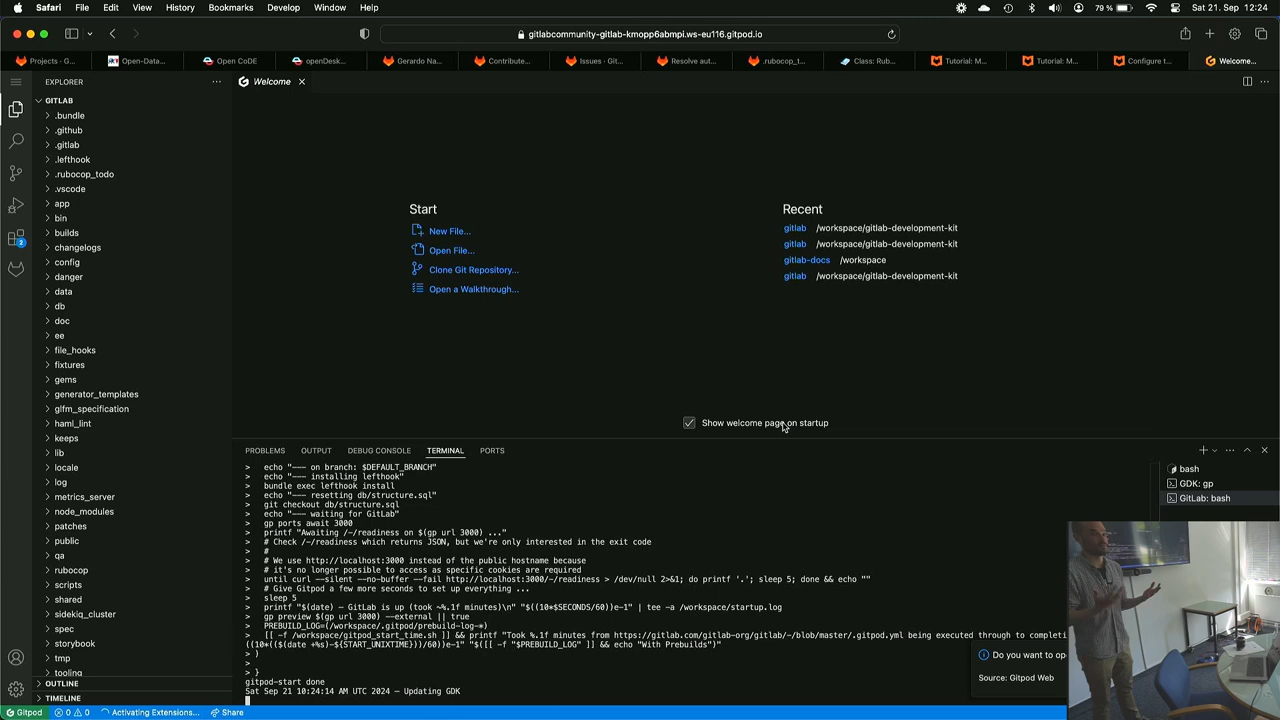 Safari File Edit View History Bookmarks Develop Window Help
79 % Sat 21. Sep 12:24
gitlabcommunity-gitlab-kmopp6abmpi.ws-eu116.gitpod.io
Projects - G... Open-Data... Open CoDE openDesk... Gerardo Na... Contribute... Issues · Git... Resolve aut... .rubocop_t... Class: Rub... Tutorial: M... Tutorial: M... Configure t... Welcome...
EXPLORER ...
Welcome
GITLAB
.bundle
.github
.gitlab
.lefthook
.rubocop_todo
.vscode
app
bin
builds
changelogs
config
danger
data
db
doc
ee
file_hooks
fixtures
gems
generator_templates
glfm_specification
haml_lint
keeps
lib
locale
log
metrics_server
node_modules
patches
public
qa
rubocop
scripts
shared
sidekiq_cluster
spec
storybook
tmp
tooling
OUTLINE
TIMELINE
2
Start
New File...
Open File...
Clone Git Repository...
Open a Walkthrough...
Recent
gitlab /workspace/gitlab-development-kit
gitlab /workspace/gitlab-development-kit
gitlab-docs /workspace
gitlab /workspace/gitlab-development-kit
Show welcome page on startup
PROBLEMS OUTPUT DEBUG CONSOLE TERMINAL PORTS
> echo "--- on branch: $DEFAULT_BRANCH"
> echo "--- installing lefthook"
> bundle exec lefthook install
> echo "--- resetting db/structure.sql"
> git checkout db/structure.sql
> echo "--- waiting for GitLab"
> gp ports await 3000
> printf "Awaiting /-/readiness on $(gp url 3000) ..."
> # Check /-/readiness which returns JSON, but we're only interested in the exit code
> #
> # We use http://localhost:3000 instead of the public hostname because
> # it's no longer possible to access as specific cookies are required
> until curl --silent --no-buffer --fail http://localhost:3000/-/readiness > /dev/null 2>&1; do printf '.'; sleep 5; done && echo ""
> # Give Gitpod a few more seconds to set up everything ...
> sleep 5
> printf "$(date) – GitLab is up (took ~%.1f minutes)\n" "$((10*SECONDS/60))e-1" | tee -a /workspace/startup.log
> gp preview $(gp url 3000) --external || true
> PREBUILD_LOG=(/workspace/.gitpod/prebuild-log-*)
> [[ -f /workspace/gitpod_start_time.sh ]] && printf "Took %.1f minutes from https://gitlab.com/gitlab-org/gitlab/-/blob/master/.gitpod.yml being executed through to completi
((10*(($(date +%s)-${START_UNIXTIME}))/60))e-1" "$([[ -f "$PREBUILD_LOG" ]] && echo "With Prebuilds")"
> )
>
> }
gitpod-start done
Sat Sep 21 10:24:14 AM UTC 2024 – Updating GDK
bash
GDK: gp
GitLab: bash
Do you want to op
Source: Gitpod Web
Gitpod 0 0 Activating Extensions... Share